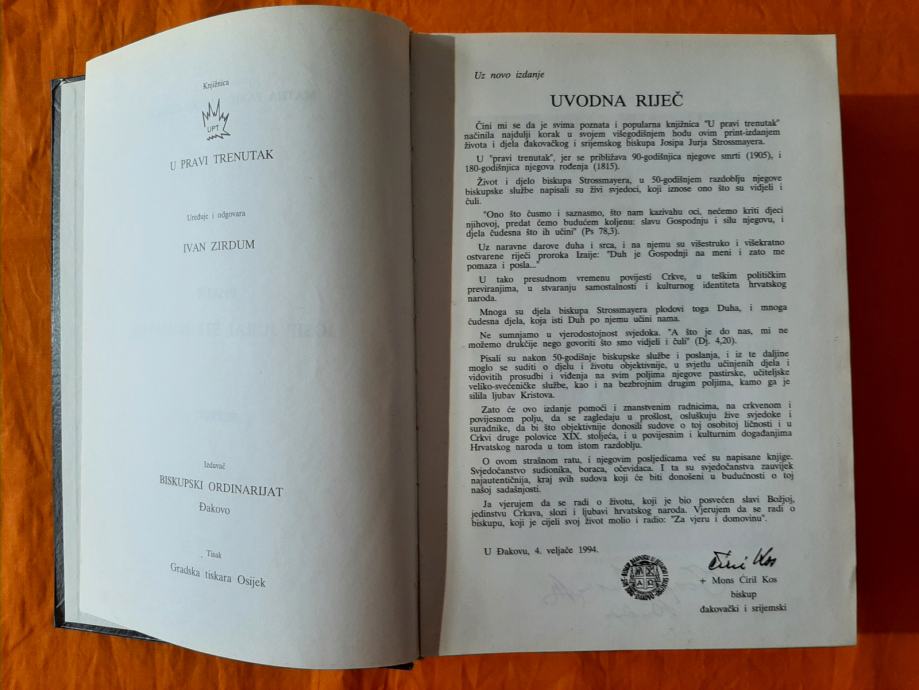 Knjižnica
UPT
U PRAVI TRENUTAK
Uređuje i odgovara
IVAN ZIRDUM
Izdavač
BISKUPSKI ORDINARIJAT
Đakovo
Tisak
Gradska tiskara Osijek
Uz novo izdanje
UVODNA RIJEČ
Čini mi se da je svima poznata i popularna knjižnica "U pravi trenutak"
načinila najdulji korak u svojem višegodišnjem hodu ovim print-izdanjem
života i djela đakovačkog i srijemskog biskupa Josipa Jurja Strossmayera.
U "pravi trenutak", jer se približava 90-godišnjica njegove smrti (1905), i
180-godišnjica njegova rođenja (1815).
Život i djelo biskupa Strossmayera, u 50-godišnjem razdoblju njegove
biskupske službe napisali su živi svjedoci, koji iznose ono što su vidjeli i
čuli.
"Ono što čusmo i saznasmo, što nam kazivahu oci, nećemo kriti djeci
njihovoj, predat ćemo budućem koljenu: slavu Gospodnju i silu njegovu, i
djela čudesna što ih učini" (Ps 78,3).
Uz naravne darove duha i srca, i na njemu su višestruko i višekratno
ostvarene riječi proroka Izaije: "Duh je Gospodnji na meni i zato me
pomaza i posla..."
U tako presudnom vremenu povijesti Crkve, u teškim političkim
previranjima, u stvaranju samostalnosti i kulturnog identiteta hrvatskog
naroda.
Mnoga su djela biskupa Strossmayera plodovi toga Duha, i mnoga
čudesna djela, koja isti Duh po njemu učini nama.
Ne sumnjamo u vjerodostojnost svjedoka. "A što je do nas, mi ne
možemo drukčije nego govoriti što smo vidjeli i čuli" (Dj. 4,20).
Pisali su nakon 50-godišnje biskupske službe i poslanja, i iz te daljine
moglo se suditi o djelu i životu objektivnije, u svjetlu učinjenih djela i
vidovitih prosudbi i viđenja na svim poljima njegove pastirske, učiteljske
veliko-svećeničke službe, kao i na bezbrojnim drugim poljima, kamo ga je
silila ljubav Kristova.
Zato će ovo izdanje pomoći i znanstvenim radnicima, na crkvenom i
povijesnom polju, da se zagledaju u prošlost, osluškuju žive svjedoke i
suradnike, da bi što objektivnije donosili sudove o toj osobitoj ličnosti i u
Crkvi druge polovice XIX. stoljeća, i u povijesnim i kulturnim događanjima
Hrvatskog naroda u tom istom razdoblju.
O ovom strašnom ratu, i njegovim posljedicama već su napisane knjige.
Svjedočanstvo sudionika, boraca, očevidaca. I ta su svjedočanstva zauvijek
najautentičnija, kraj svih sudova koji će biti donošeni u budućnosti o toj
našoj sadašnjosti.
Ja vjerujem da se radi o životu, koji je bio posvećen slavi Božjoj,
jedinstvu Crkava, slozi i ljubavi hrvatskog naroda. Vjerujem da se radi o
biskupu, koji je cijeli svoj život molio i radio: "Za vjeru i domovinu".
U Đakovu, 4. veljače 1994.
Ćiril Kos
+ Mons Ćiril Kos
biskup
đakovački i srijemski